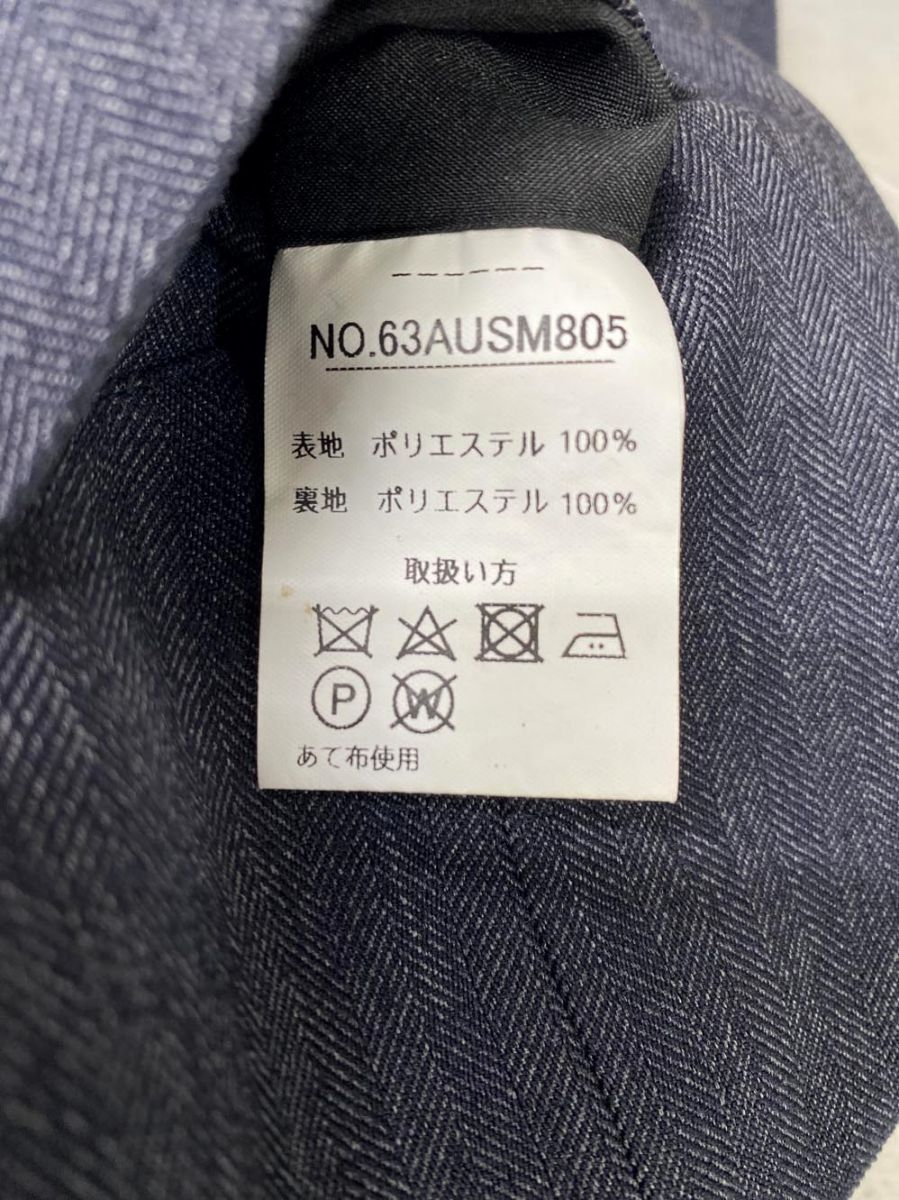 NO.63AUSM805
表地 ポリエステル 100%
裏地 ポリエステル 100%
取扱い方
P W
あて布使用